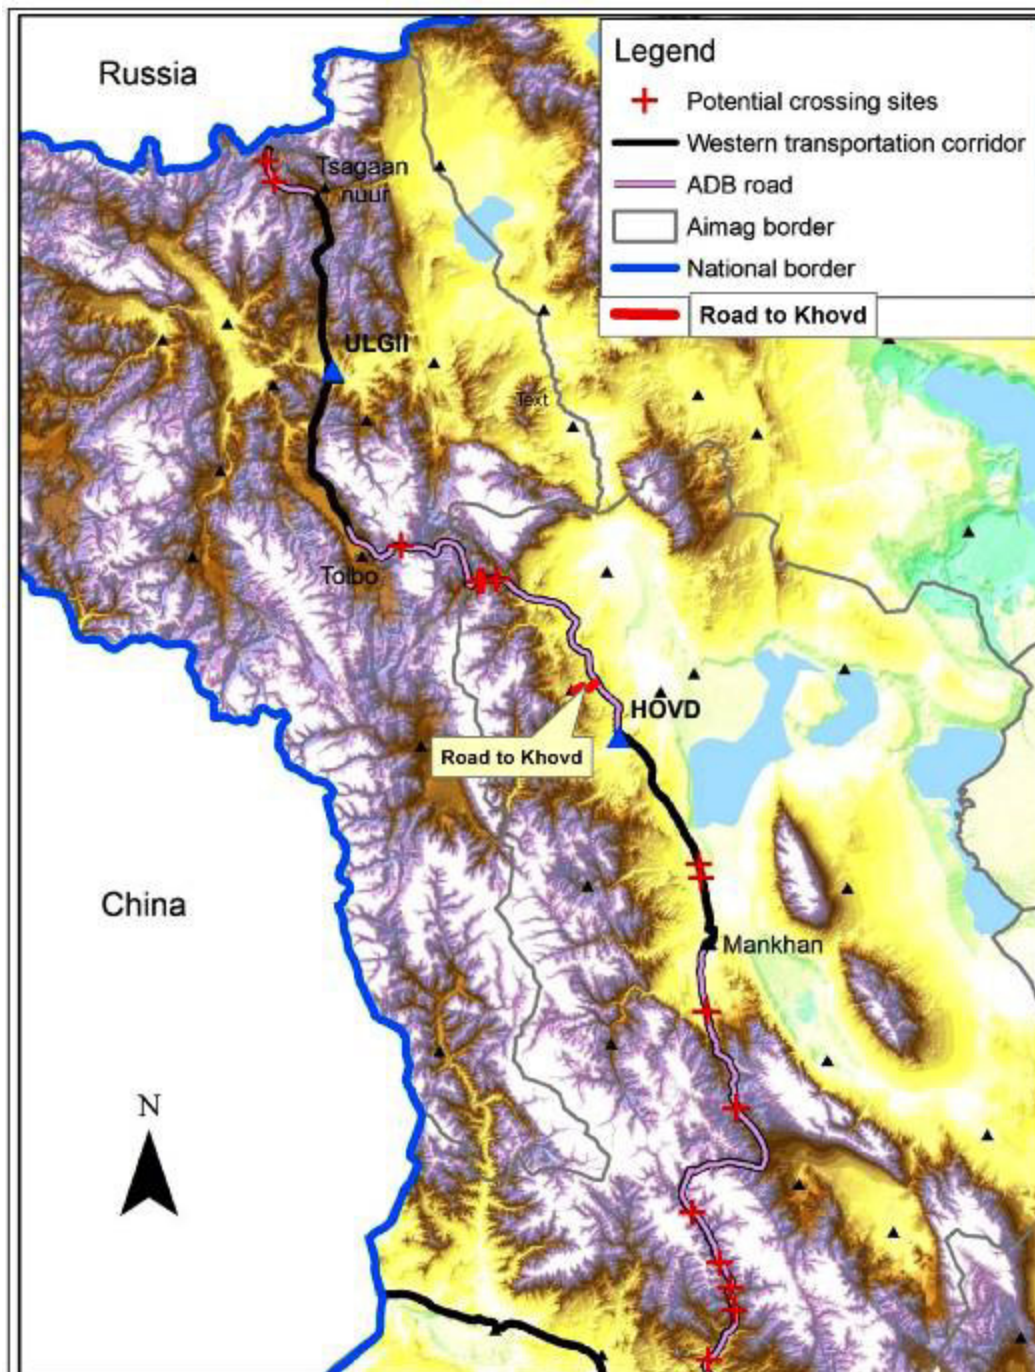 Russia
Legend
Potential crossing sites
Western transportation corridor
ADB road
Aimag border
National border
Road to Khovd
Tsagaan
nuur
ULGII
Text
Tolbo
HOVD
Road to Khovd
China
Mankhan
N